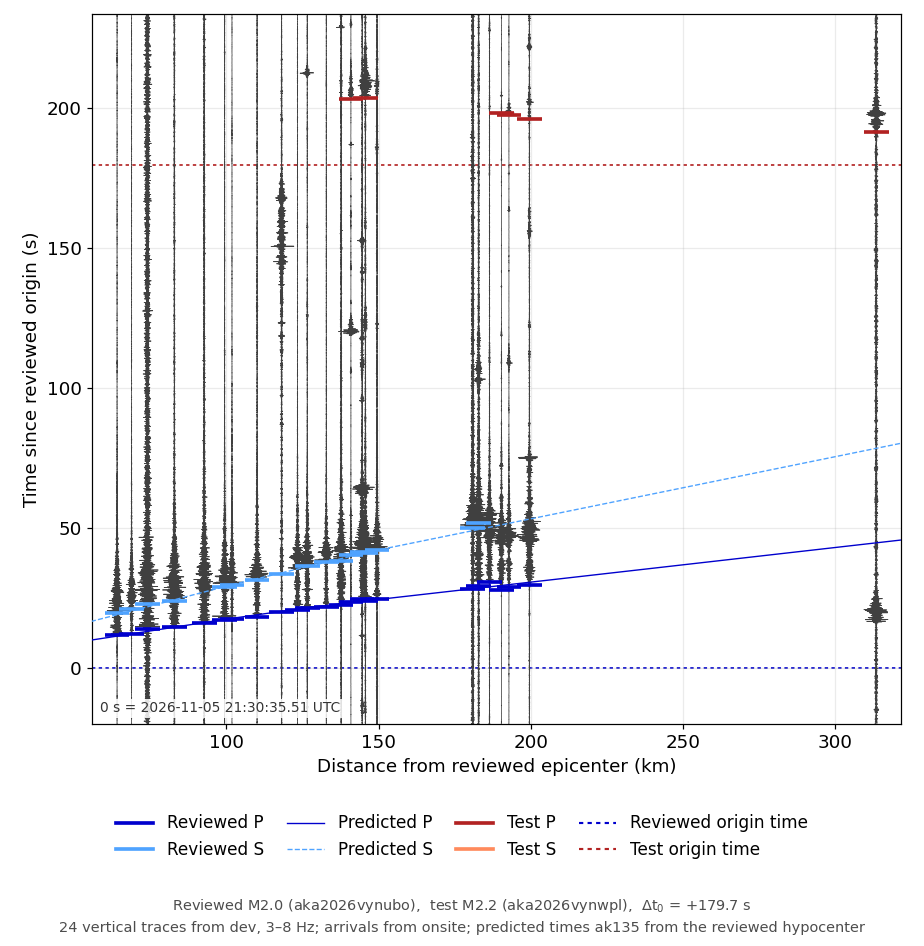 200
150
100
50
0
Time since reviewed origin (s)
0 s = 2026-11-05 21:30:35.51 UTC
100 150 200 250 300
Distance from reviewed epicenter (km)
Reviewed P Predicted P Test P Reviewed origin time
Reviewed S Predicted S Test S Test origin time
Reviewed M2.0 (aka2026vynubo), test M2.2 (aka2026vynwpl), Δt₀ = +179.7 s
24 vertical traces from dev, 3–8 Hz; arrivals from onsite; predicted times ak135 from the reviewed hypocenter